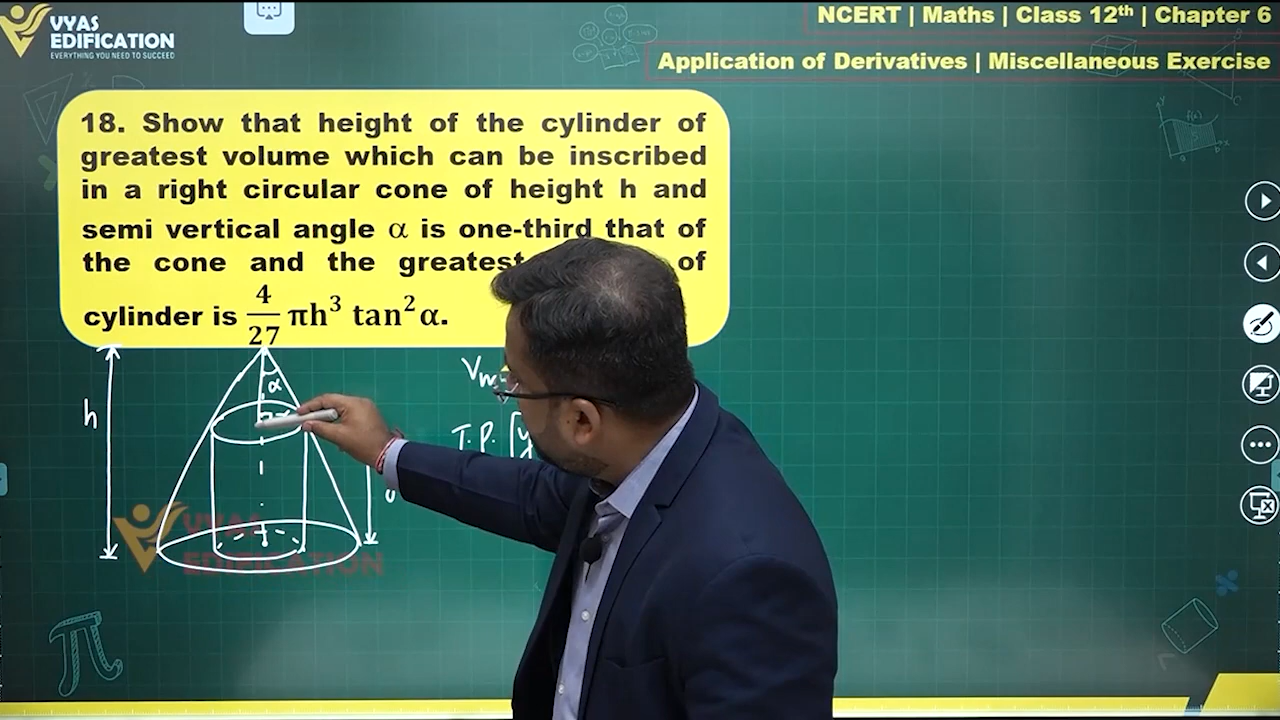 VYAS
EDIFICATION
EVERYTHING YOU NEED TO SUCCEED
NCERT | Maths | Class 12th | Chapter 6
Application of Derivatives | Miscellaneous Exercise
18. Show that height of the cylinder of
greatest volume which can be inscribed
in a right circular cone of height h and
semi vertical angle α is one-third that of
the cone and the greatest of
cylinder is 4/27 πh³ tan²α.
α
h
T.P.
VYAS
EDIFICATION